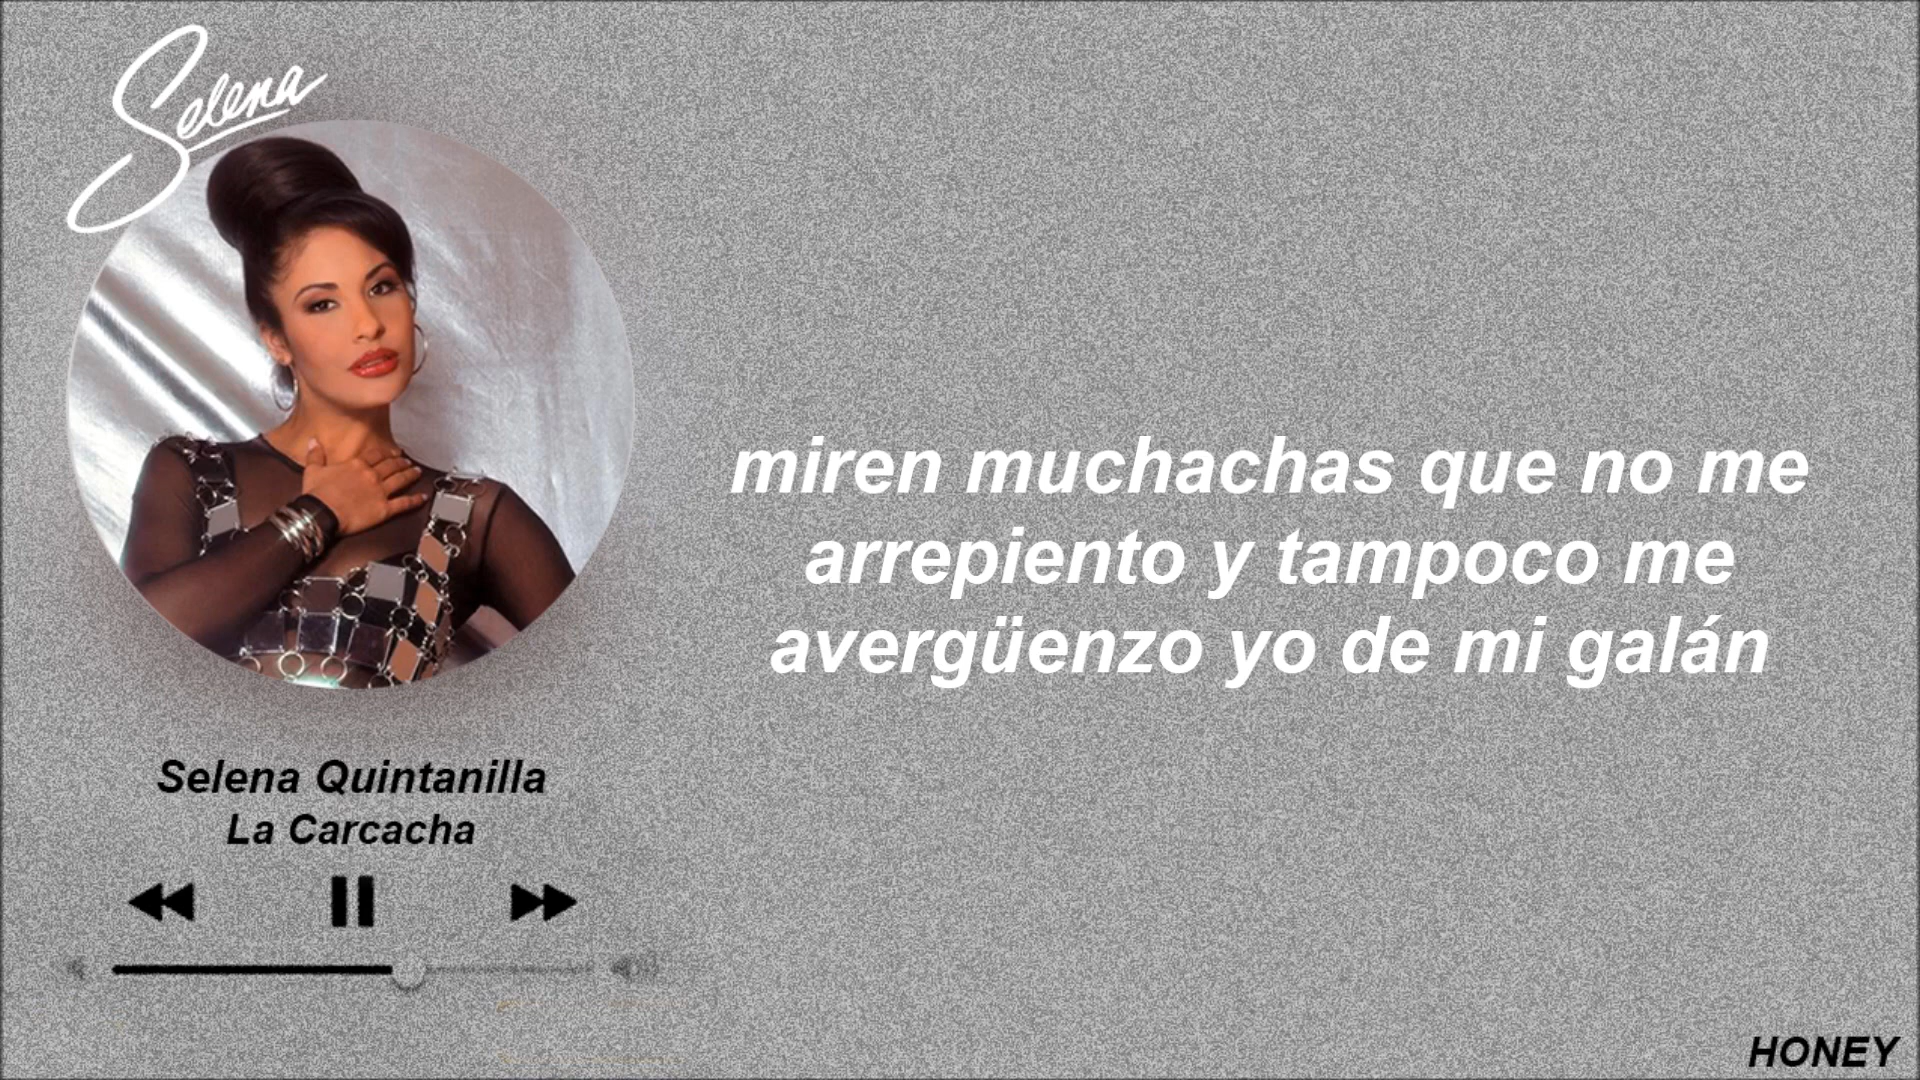 Selena
miren muchachas que no me
arrepiento y tampoco me
avergüenzo yo de mi galán
Selena Quintanilla
La Carcacha
HONEY